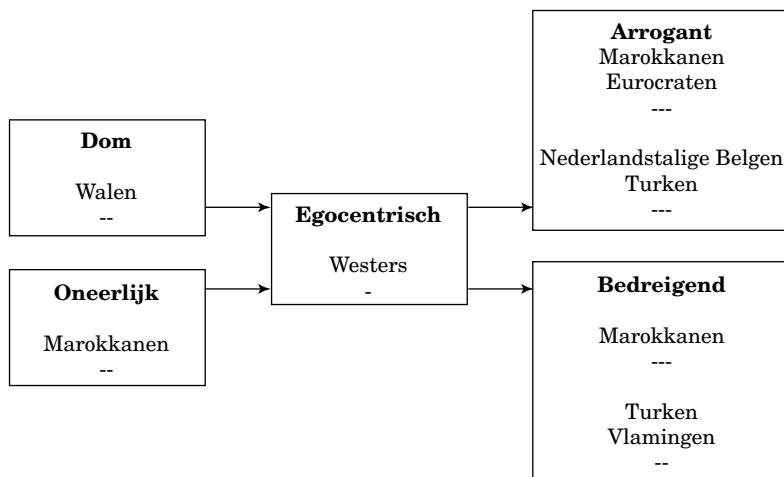 Dom
Walen
--
Oneerlijk
Marokkanen
--
Egocentrisch
Westers
-
Arrogant
Marokkanen
Eurocraten
---
Nederlandstalige Belgen
Turken
---
Bedreigend
Marokkanen
---
Turken
Vlamingen
--